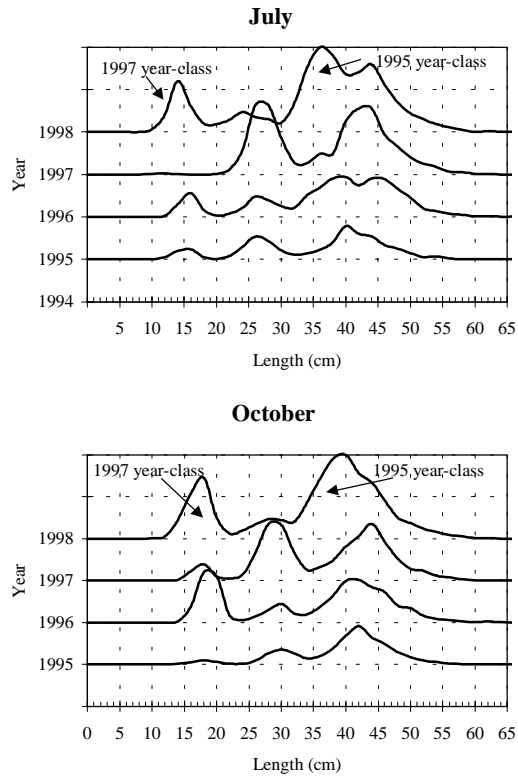 July
1997 year-class
1995 year-class
1998
1997
1996
1995
1994
Year
5 10 15 20 25 30 35 40 45 50 55 60 65
Length (cm)
October
1997 year-class
1995 year-class
1998
1997
1996
1995
Year
0 5 10 15 20 25 30 35 40 45 50 55 60 65
Length (cm)